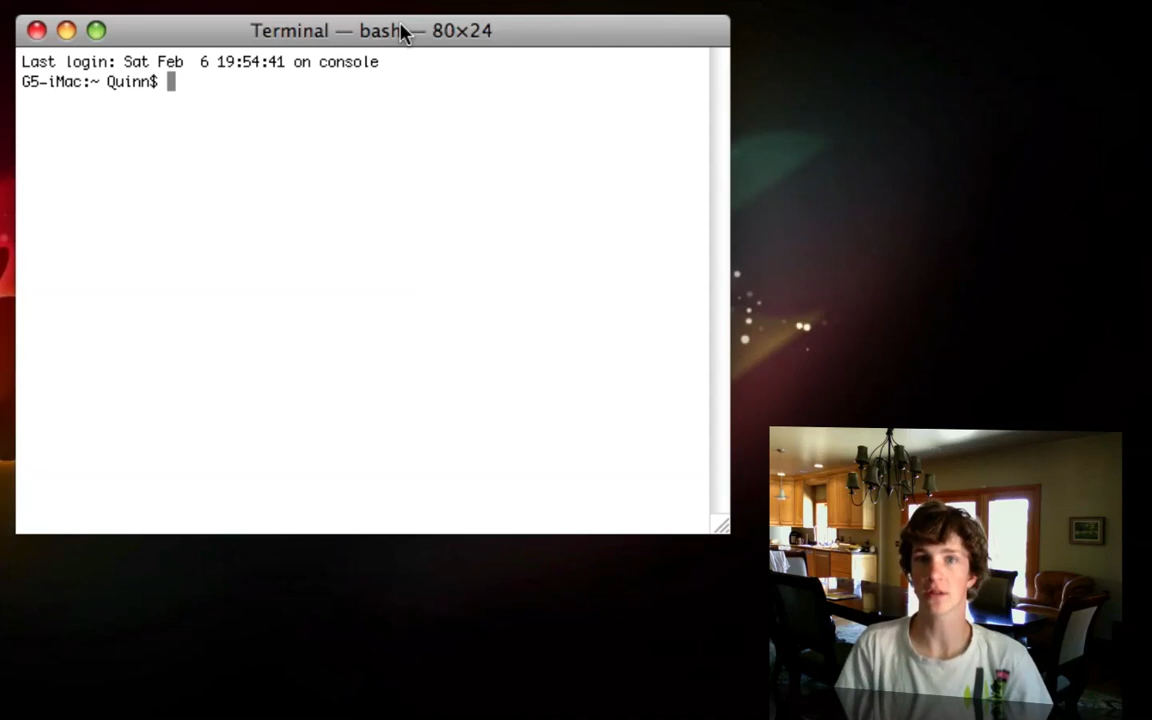 Terminal — bash — 80×24
Last login: Sat Feb  6 19:54:41 on console
G5-iMac:~ Quinn$